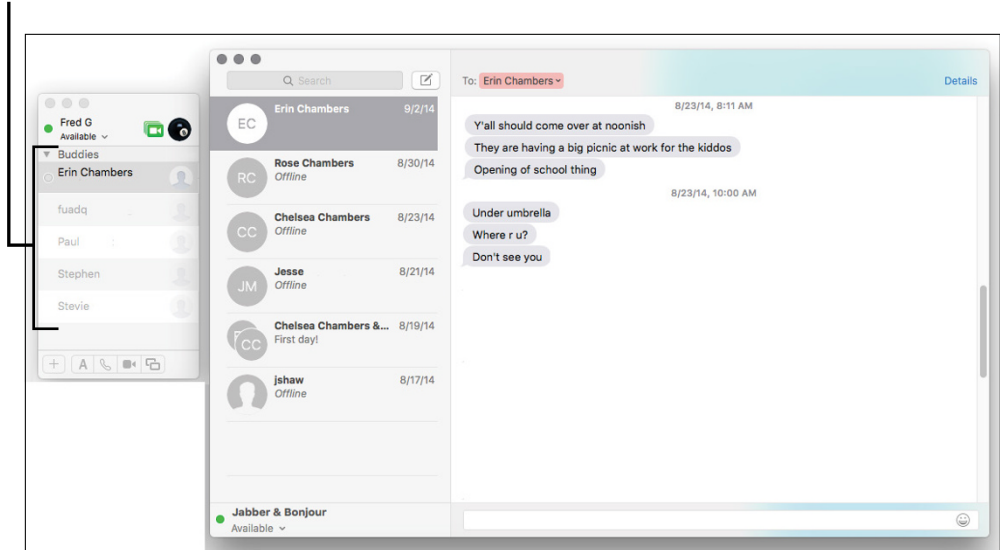 Fred G
Available
Buddies
Erin Chambers
fuadq
Paul
Stephen
Stevie
A
Search
Erin Chambers 9/2/14
EC
Rose Chambers 8/30/14
RC
Offline
Chelsea Chambers 8/23/14
CC
Offline
Jesse 8/21/14
JM
Offline
Chelsea Chambers &... 8/19/14
CC
First day!
jshaw 8/17/14
Offline
Jabber & Bonjour
Available
To: Erin Chambers
Details
8/23/14, 8:11 AM
Y'all should come over at noonish
They are having a big picnic at work for the kiddos
Opening of school thing
8/23/14, 10:00 AM
Under umbrella
Where r u?
Don't see you